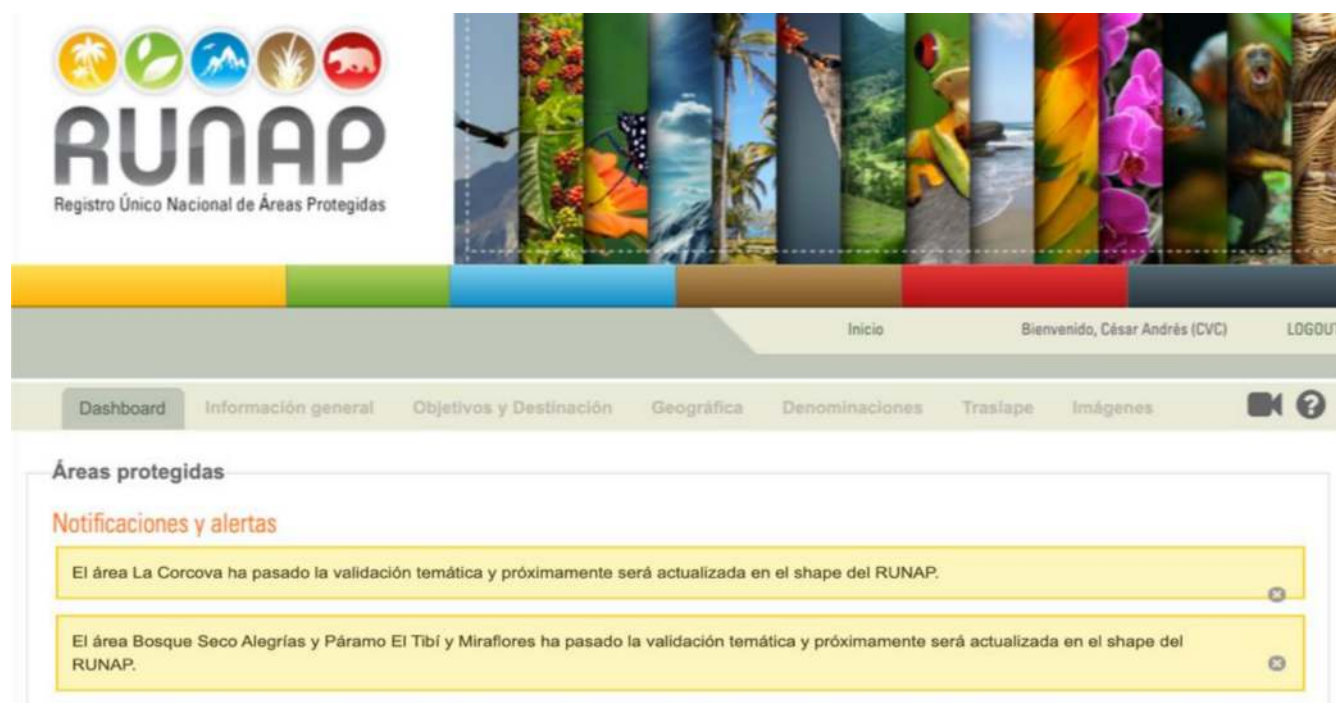 RUNAP
Registro Único Nacional de Áreas Protegidas
Inicio
Bienvenido, César Andrés (CVC)
LOGOUT
Dashboard
Información general
Objetivos y Destinación
Geográfica
Denominaciones
Traslape
Imágenes
?
Áreas protegidas
Notificaciones y alertas
El área La Corcova ha pasado la validación temática y próximamente será actualizada en el shape del RUNAP.
El área Bosque Seco Alegrías y Páramo El Tibí y Miraflores ha pasado la validación temática y próximamente será actualizada en el shape del
RUNAP.